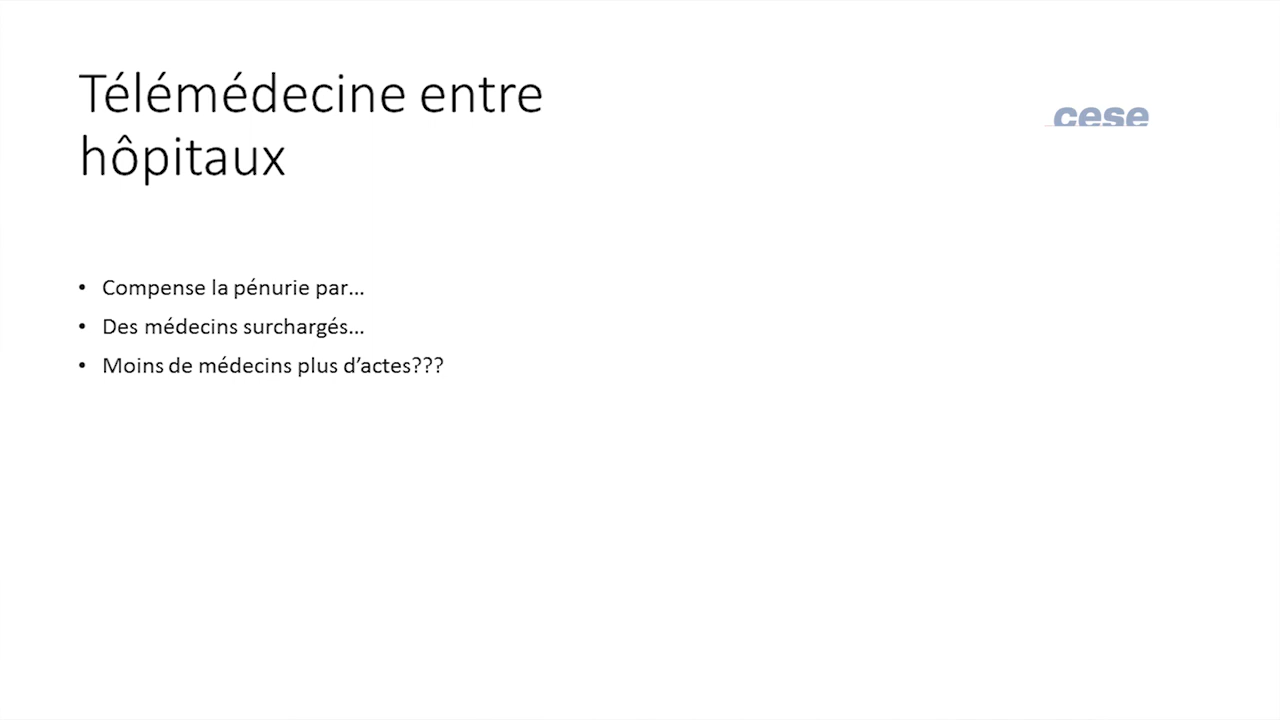 Télémédecine entre
hôpitaux
cese
• Compense la pénurie par...
• Des médecins surchargés...
• Moins de médecins plus d’actes???